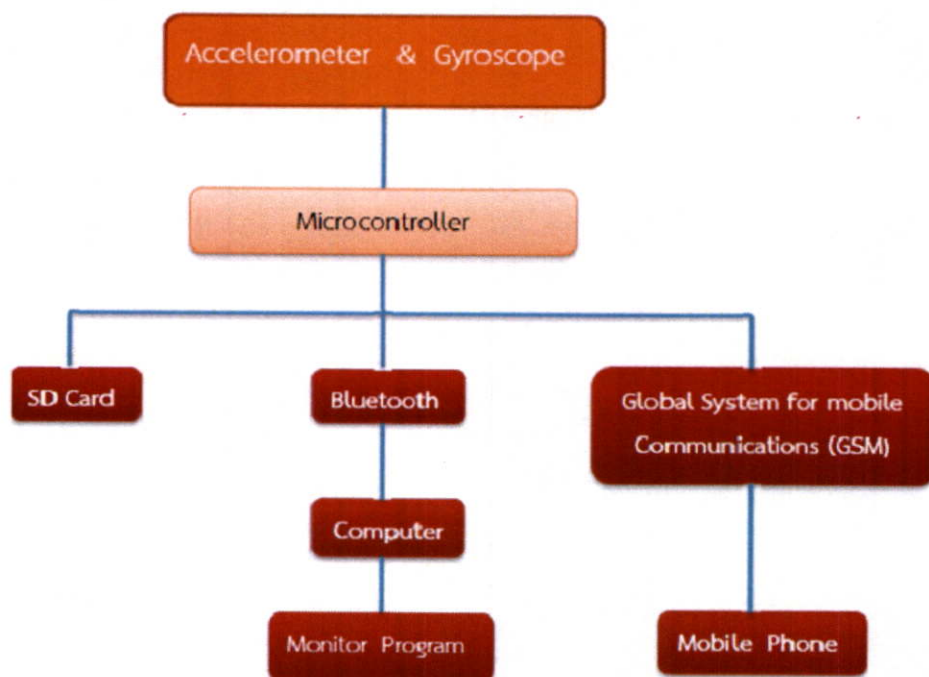 Accelerometer & Gyroscope
Microcontroller
SD Card
Bluetooth
Global System for mobile
Communications (GSM)
Computer
Monitor Program
Mobile Phone